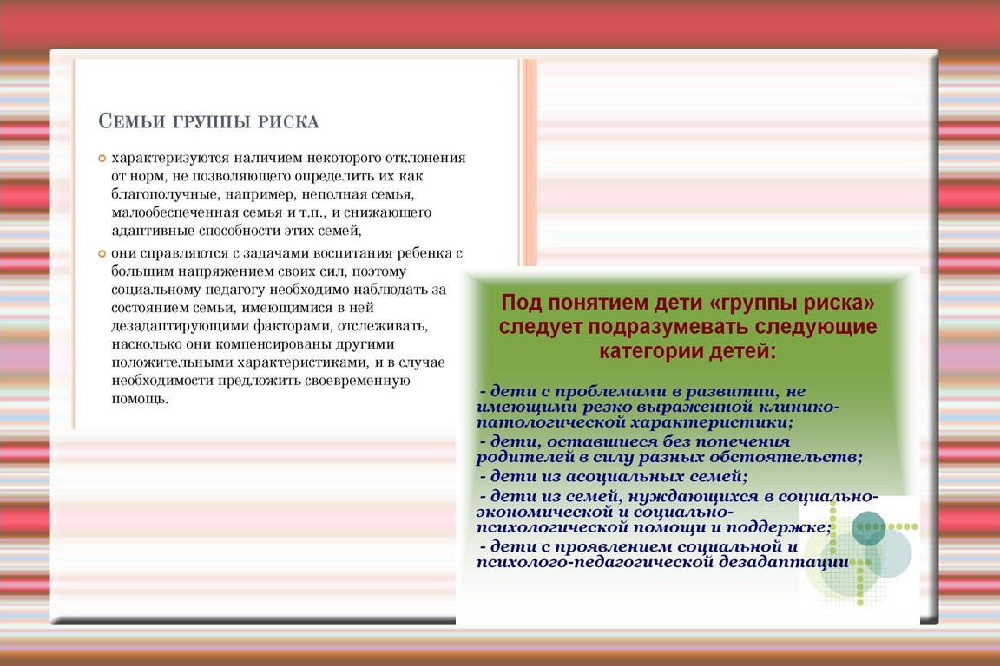 Семьи группы риска
характеризуются наличием некоторого отклонения
от норм, не позволяющего определить их как
благополучные, например, неполная семья,
малообеспеченная семья и т.п., и снижающего
адаптивные способности этих семей,
они справляются с задачами воспитания ребенка с
большим напряжением своих сил, поэтому
социальному педагогу необходимо наблюдать за
состоянием семьи, имеющимися в ней
дезадаптирующими факторами, отслеживать,
насколько они компенсированы другими
положительными характеристиками, и в случае
необходимости предложить своевременную
помощь.
Под понятием дети «группы риска»
следует подразумевать следующие
категории детей:
- дети с проблемами в развитии, не
имеющими резко выраженной клинико-
патологической характеристики;
- дети, оставшиеся без попечения
родителей в силу разных обстоятельств;
- дети из асоциальных семей;
- дети из семей, нуждающихся в социально-
экономической и социально-
психологической помощи и поддержке;
- дети с проявлением социальной и
психолого-педагогической дезадаптации